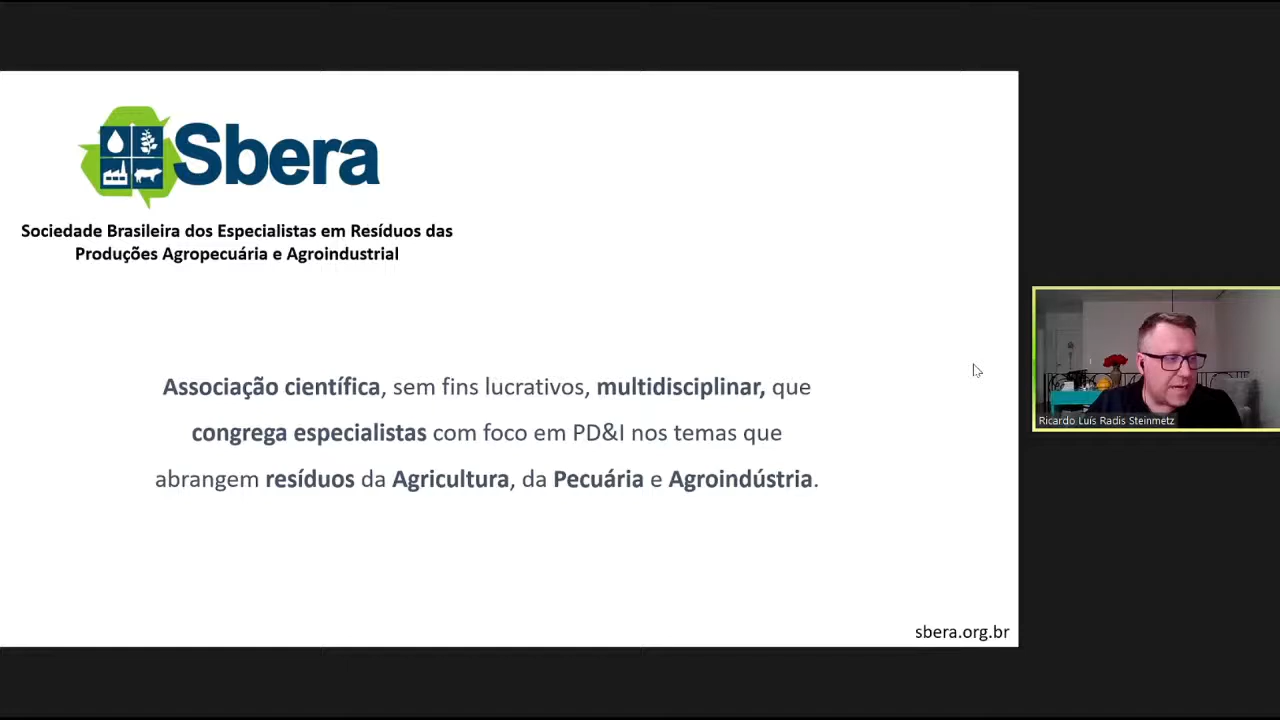 Sbera
Sociedade Brasileira dos Especialistas em Resíduos das
Produções Agropecuária e Agroindustrial
Associação científica, sem fins lucrativos, multidisciplinar, que
congrega especialistas com foco em PD&I nos temas que
abrangem resíduos da Agricultura, da Pecuária e Agroindústria.
Ricardo Luís Radis Steinmetz
sbera.org.br